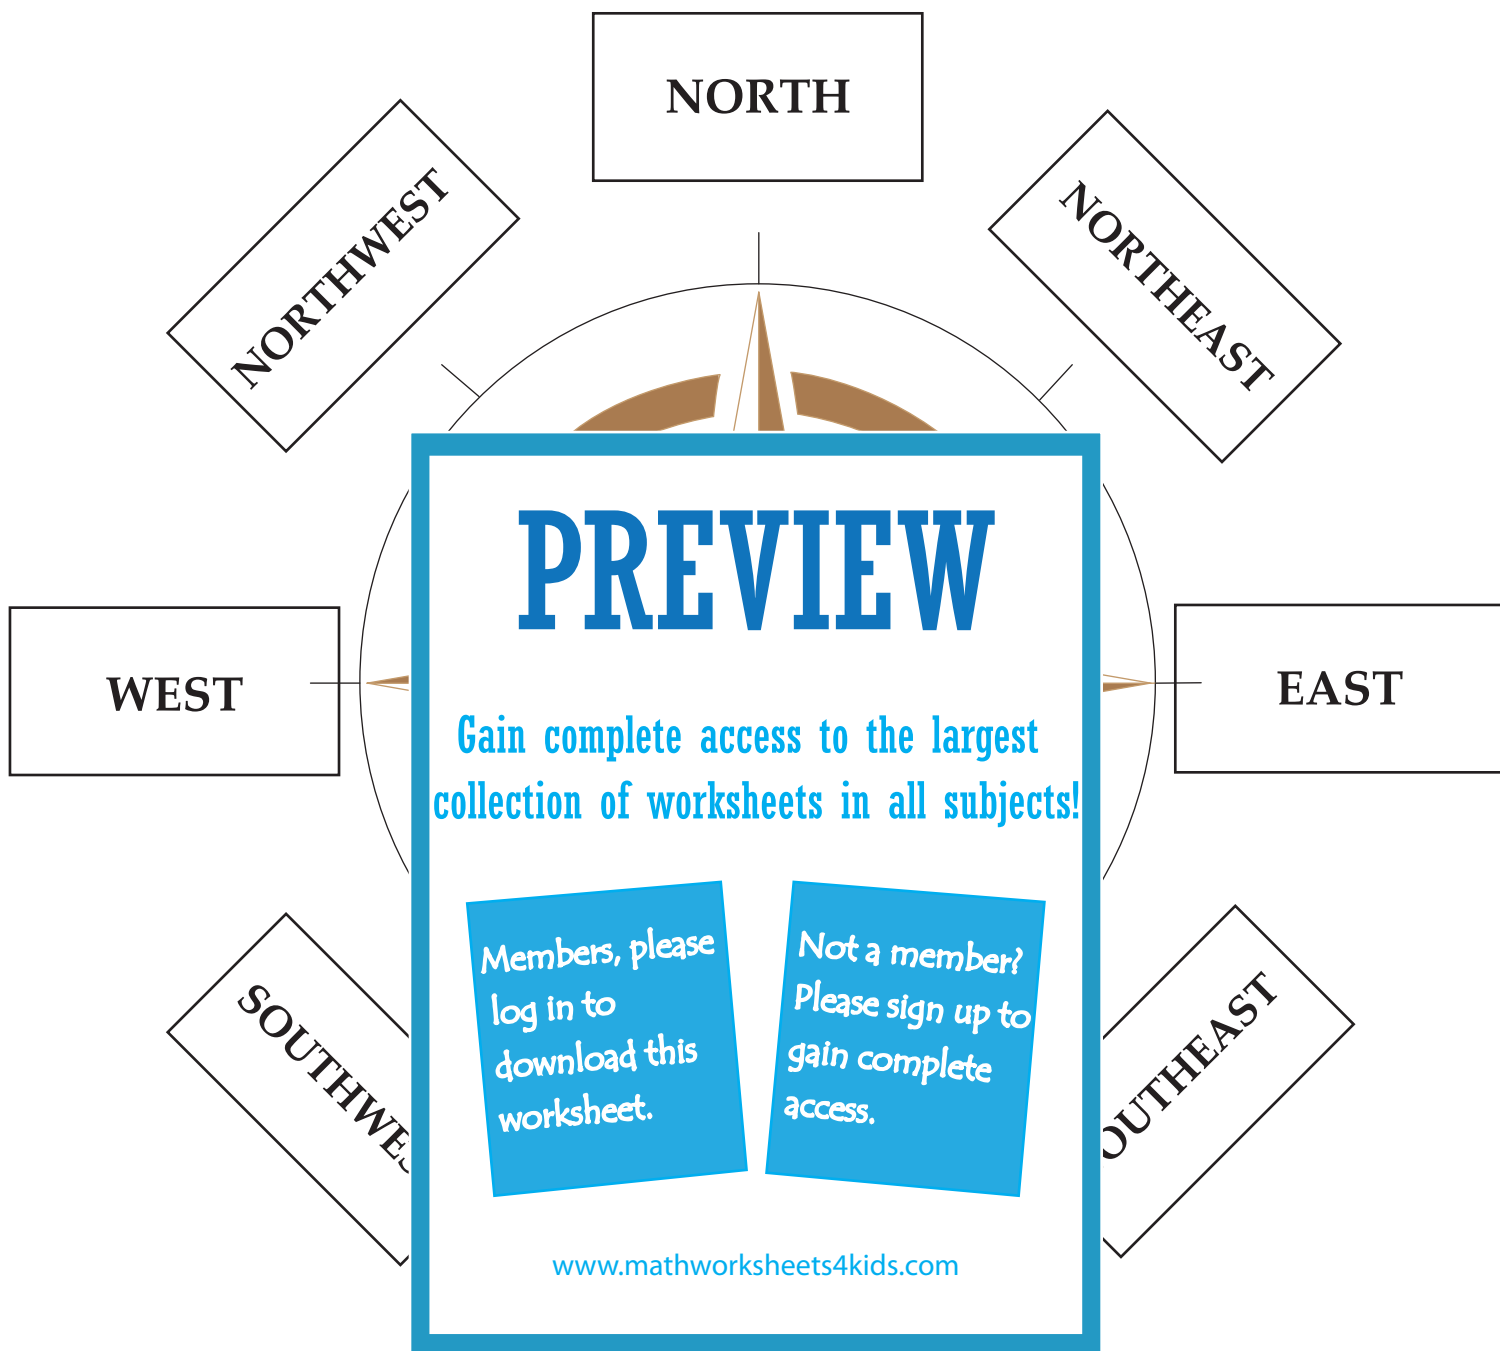 NORTH
NORTHWEST
NORTHEAST
PREVIEW
WEST
EAST
Gain complete access to the largest
collection of worksheets in all subjects!
Members, please
log in to
download this
worksheet.
Not a member?
Please sign up to
gain complete
access.
SOUTHWES
OUTHEAST
www.mathworksheets4kids.com